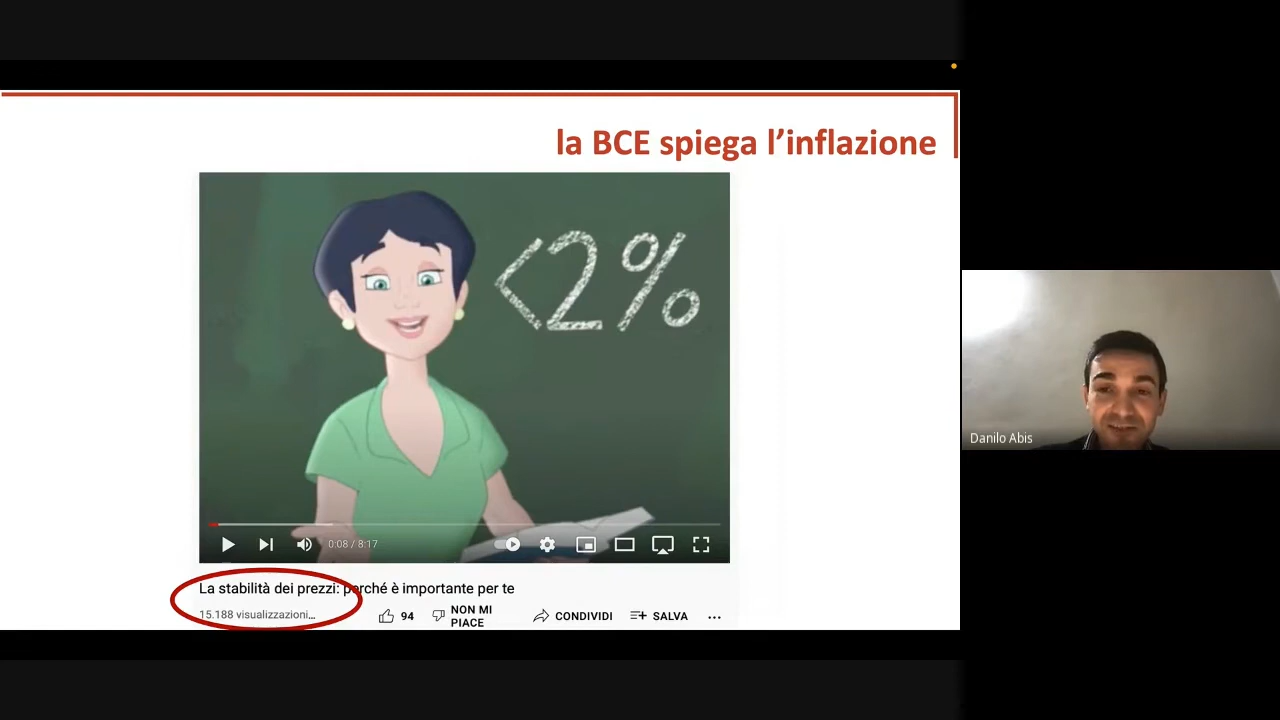 la BCE spiega l'inflazione
<2%
0:08 / 8:17
La stabilità dei prezzi: perché è importante per te
15.188 visualizzazioni…
94
NON MI
PIACE
CONDIVIDI
SALVA
...
Danilo Abis